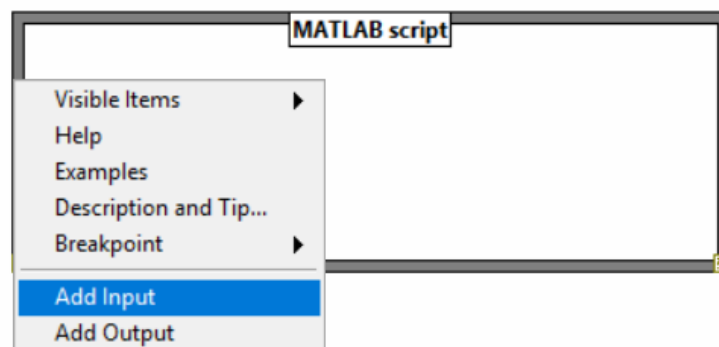 MATLAB script
Visible Items
Help
Examples
Description and Tip...
Breakpoint
Add Input
Add Output